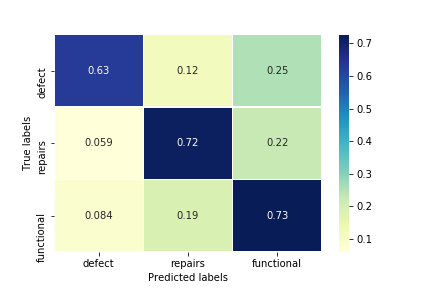 defect 0.63 0.12 0.25
repairs 0.059 0.72 0.22
functional 0.084 0.19 0.73
True labels
defect repairs functional
Predicted labels
0.7
0.6
0.5
0.4
0.3
0.2
0.1